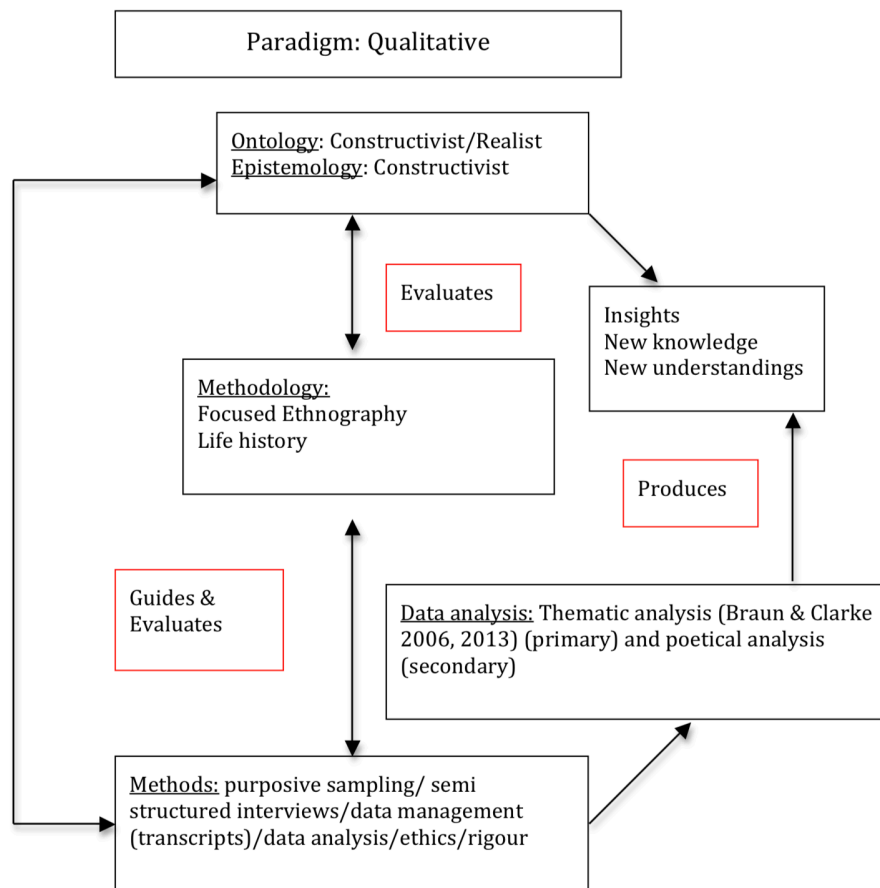 Paradigm: Qualitative
Ontology: Constructivist/Realist
Epistemology: Constructivist
Evaluates
Insights
New knowledge
New understandings
Methodology:
Focused Ethnography
Life history
Produces
Guides &
Evaluates
Data analysis: Thematic analysis (Braun & Clarke
2006, 2013) (primary) and poetical analysis
(secondary)
Methods: purposive sampling/ semi
structured interviews/data management
(transcripts)/data analysis/ethics/rigour